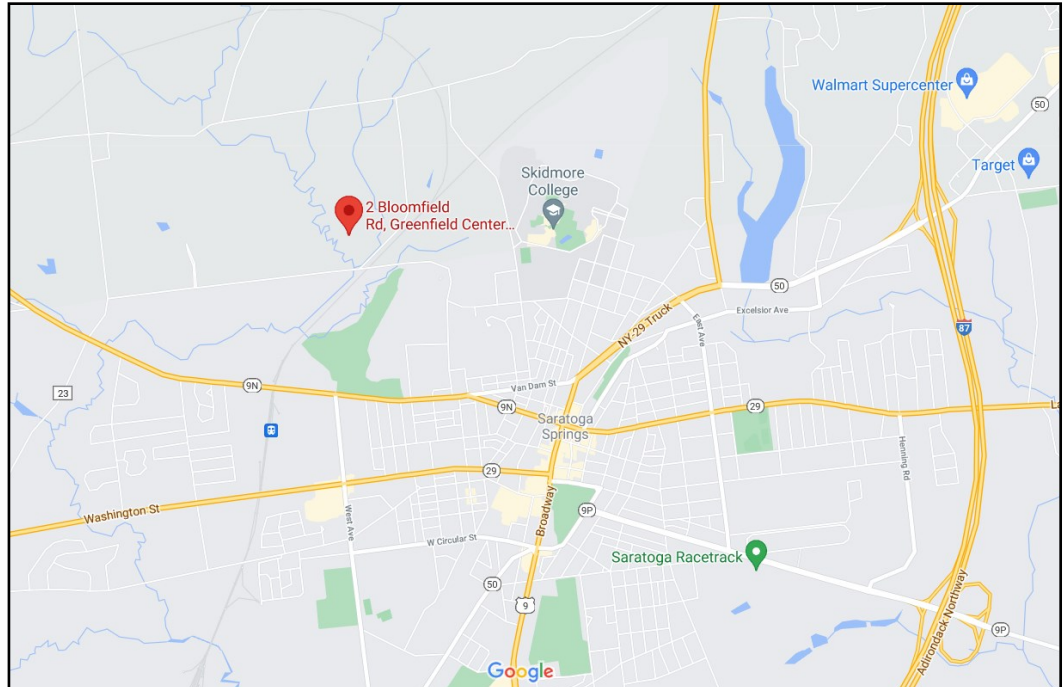 Walmart Supercenter
50
Target
Skidmore
College
2 Bloomfield
Rd, Greenfield Center...
50
Excelsior Ave
NY-29 Truck
East Ave
87
9N
23
Van Dam St
9N
Saratoga
Springs
29
La
Henning Rd
29
Washington St
West Ave
Broadway
9P
W Circular St
Saratoga Racetrack
50
9
9P
Adirondack Northway
Google